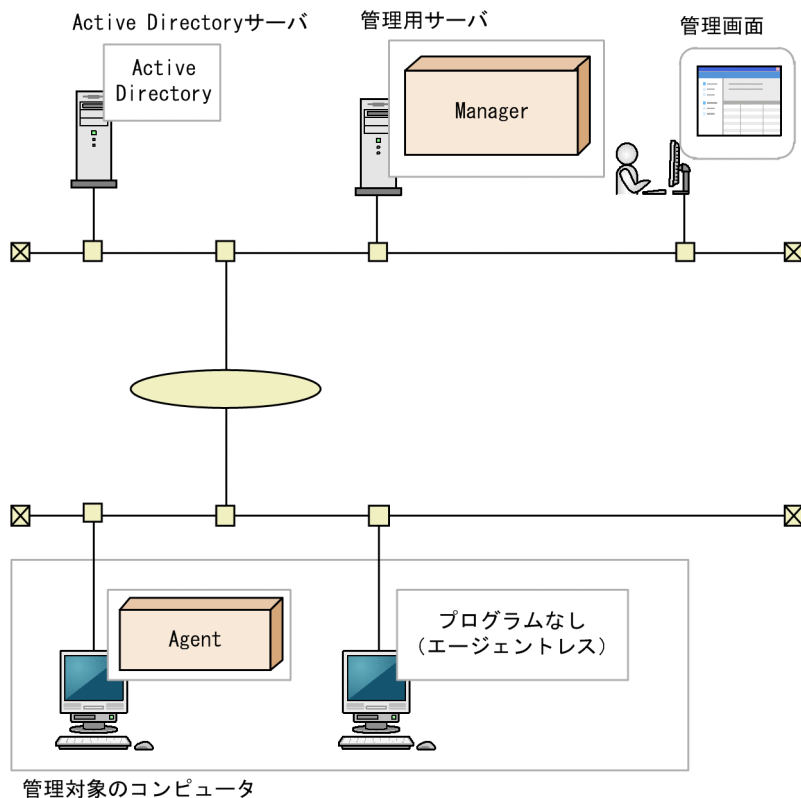 Active Directoryサーバ
管理用サーバ
管理画面
Active
Directory
Manager
Agent
プログラムなし
（エージェントレス）
管理対象のコンピュータ